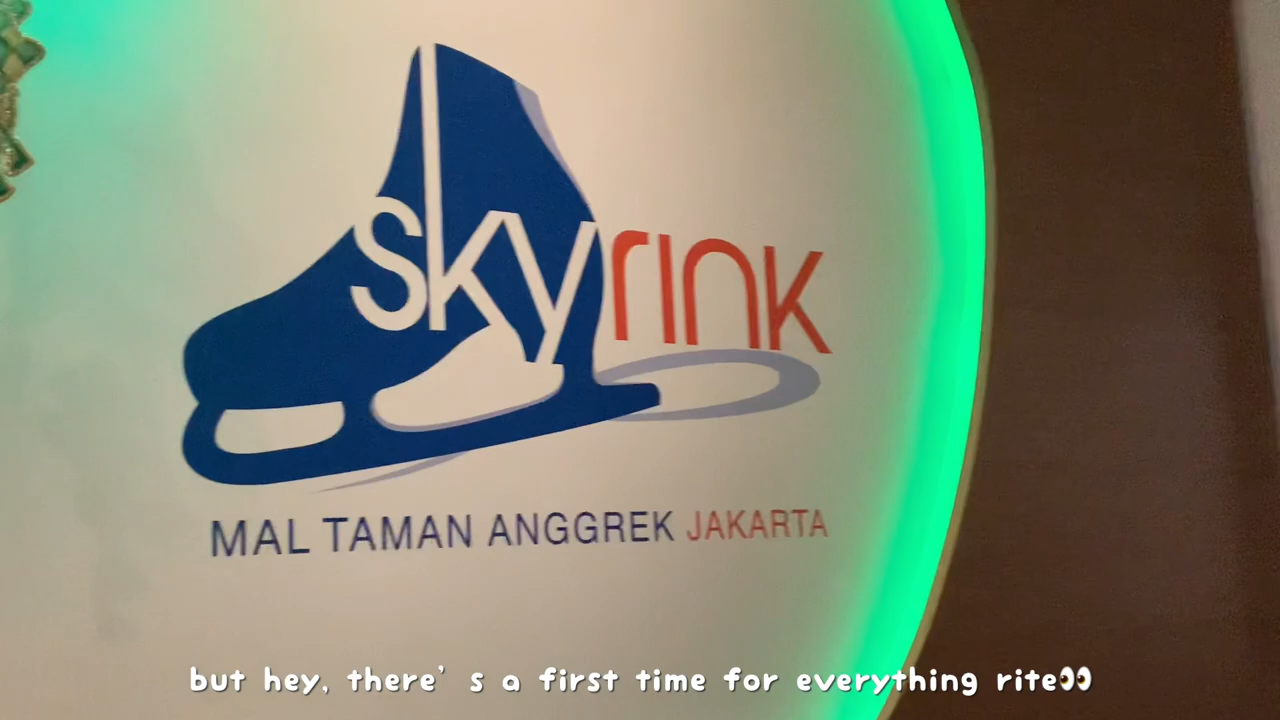 skyrink
MAL TAMAN ANGGREK JAKARTA
but hey, there's a first time for everything rite👀